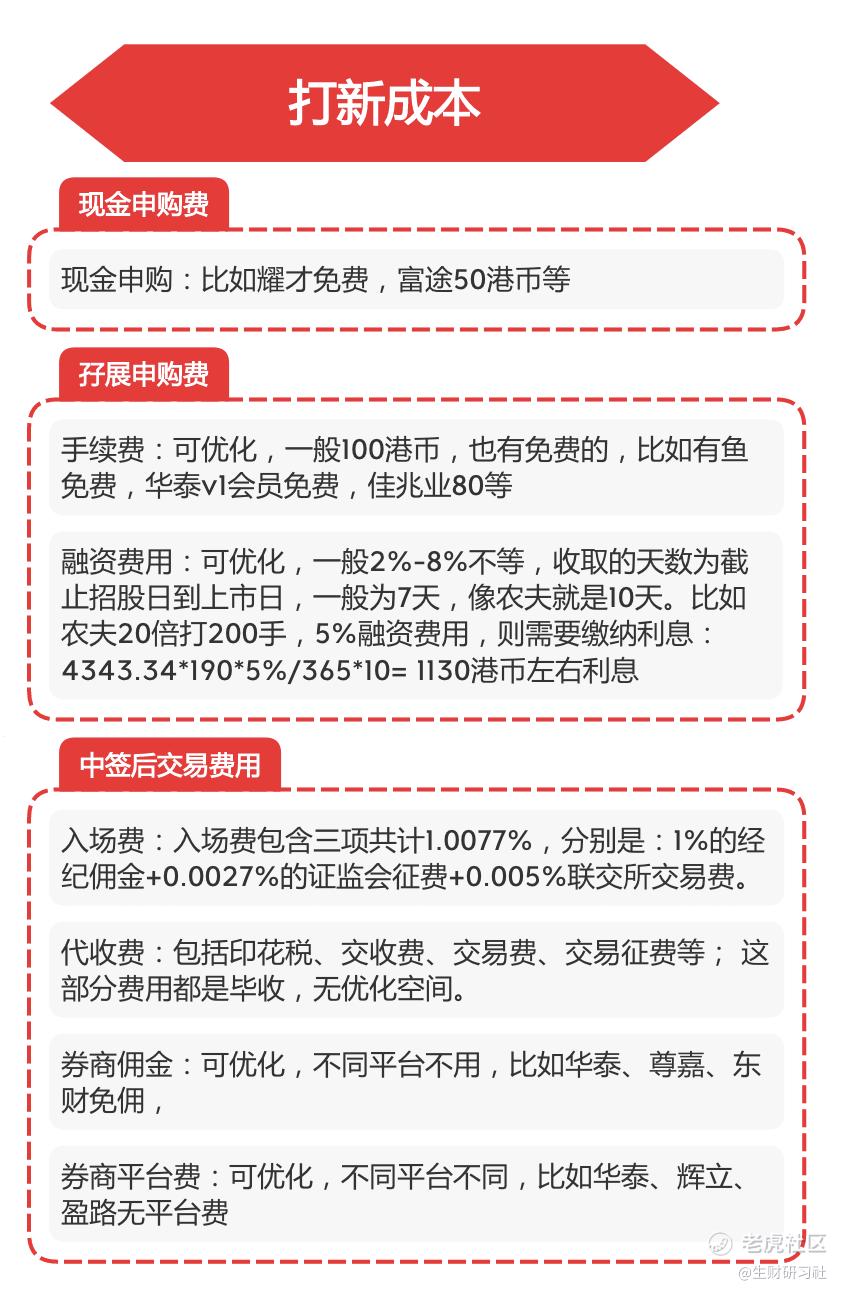 打新成本
现金申购费
现金申购：比如耀才免费，富途50港币等
孖展申购费
手续费：可优化，一般100港币，也有免费的，比如有鱼
免费，华泰v1会员免费，佳兆业80等
融资费用：可优化，一般2%-8%不等，收取的天数为截
止招股日到上市日，一般为7天，像农夫就是10天。比如
农夫20倍打200手，5%融资费用，则需要缴纳利息：
4343.34*190*5%/365*10= 1130港币左右利息
中签后交易费用
入场费：入场费包含三项共计1.0077%，分别是：1%的经
纪佣金+0.0027%的证监会征费+0.005%联交所交易费。
代收费：包括印花税、交收费、交易费、交易征费等； 这
部分费用都是毕收，无优化空间。
券商佣金：可优化，不同平台不用，比如华泰、尊嘉、东
财免佣，
券商平台费：可优化，不同平台不同，比如华泰、辉立、
盈路无平台费
老虎社区
@生财研习社